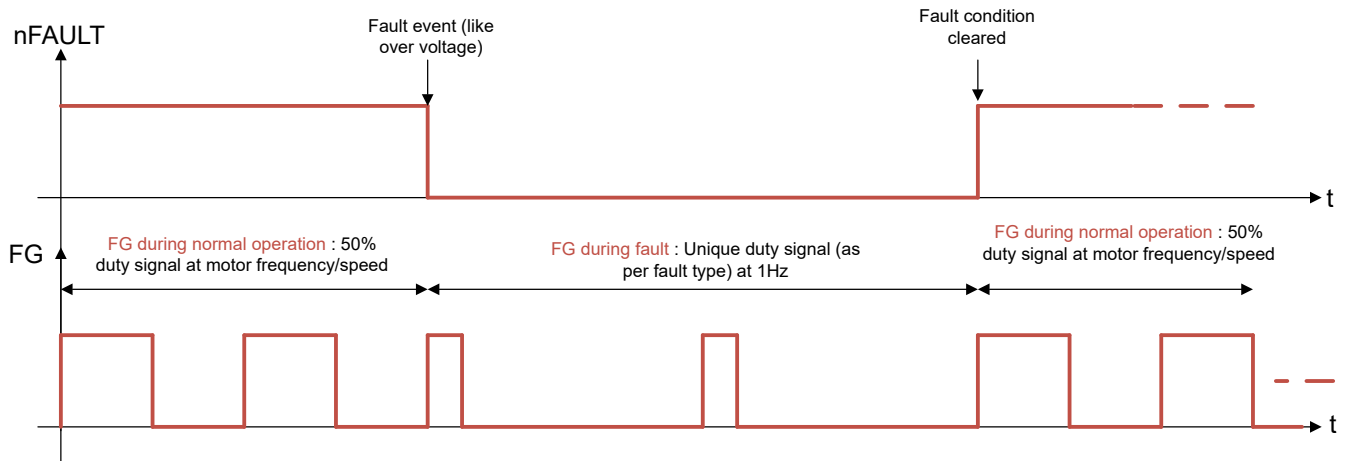 nFAULT
Fault event (like
over voltage)
Fault condition
cleared
t
FG
FG during normal operation : 50%
duty signal at motor frequency/speed
FG during fault : Unique duty signal (as
per fault type) at 1Hz
FG during normal operation : 50%
duty signal at motor frequency/speed
t